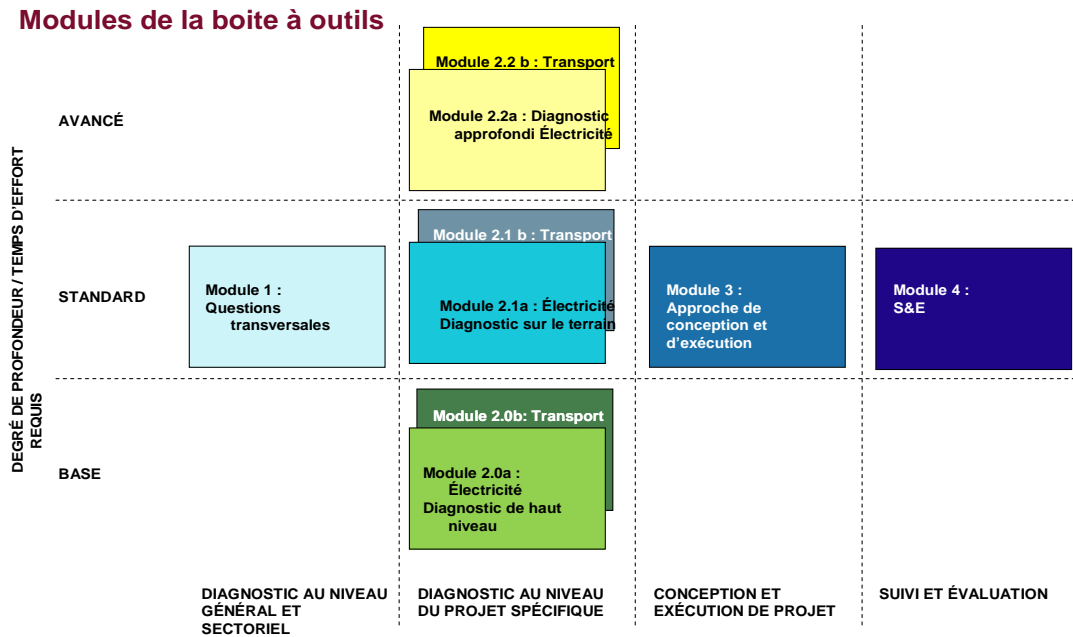 Modules de la boite à outils
DEGRÉ DE PROFONDEUR / TEMPS D'EFFORT
REQUIS
AVANCÉ
Module 2.2 b : Transport
Module 2.2a : Diagnostic
approfondi Électricité
STANDARD
Module 1 :
Questions
transversales
Module 2.1 b : Transport
Module 2.1a : Électricité
Diagnostic sur le terrain
Module 3 :
Approche de
conception et
d'exécution
Module 4 :
S&E
BASE
Module 2.0b: Transport
Module 2.0a :
Électricité
Diagnostic de haut
niveau
DIAGNOSTIC AU NIVEAU
GÉNÉRAL ET
SECTORIEL
DIAGNOSTIC AU NIVEAU
DU PROJET SPÉCIFIQUE
CONCEPTION ET
EXÉCUTION DE PROJET
SUIVI ET ÉVALUATION